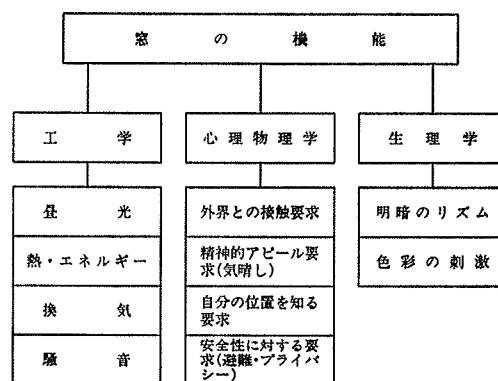 窓の機能
工学
心理物理学
生理学
昼光
熱・エネルギー
換気
騒音
外界との接触要求
精神的アピール要
求(気晴し)
自分の位置を知る
要求
安全性に対する要
求(避難・プライバ
シー)
明暗のリズム
色彩の刺激